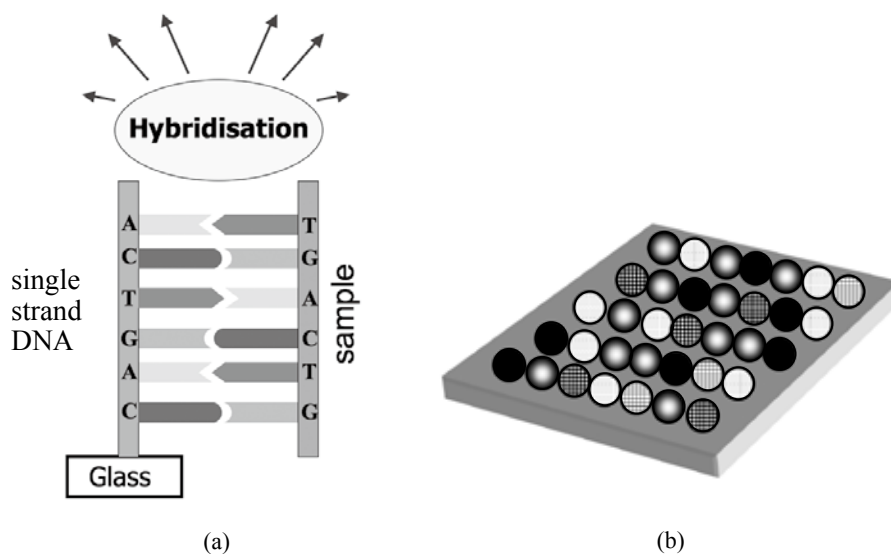 Hybridisation
A T
C G
single
strand
DNA
T A
sample
G C
A T
C G
Glass
(a) (b)